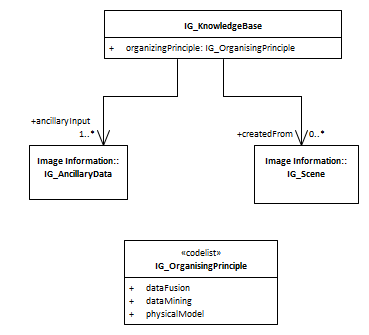 IG_KnowledgeBase
+ organizingPrinciple: IG_OrganisingPrinciple
+ancillaryInput
1..*
+createdFrom
0..*
Image Information::
IG_AncillaryData
Image Information::
IG_Scene
«codelist»
IG_OrganisingPrinciple
+ dataFusion
+ dataMining
+ physicalModel